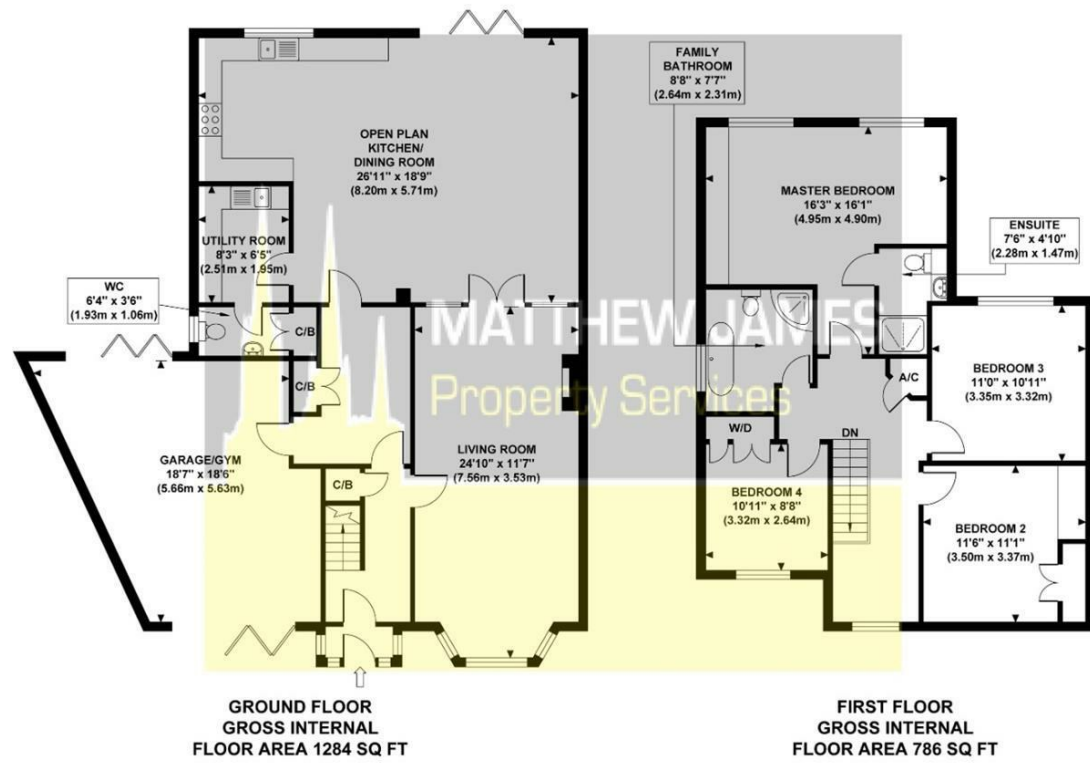 FAMILY
BATHROOM
8'8" x 7'7"
(2.64m x 2.31m)
OPEN PLAN
KITCHEN/
DINING ROOM
26'11" x 18'9"
(8.20m x 5.71m)
MASTER BEDROOM
16'3" x 16'1"
(4.95m x 4.90m)
ENSUITE
7'6" x 4'10"
(2.28m x 1.47m)
UTILITY ROOM
8'3" x 6'5"
(2.51m x 1.95m)
WC
6'4" x 3'6"
(1.93m x 1.06m)
C/B
C/B
MATTHEW JAMES
Property Services
A/C
BEDROOM 3
11'0" x 10'11"
(3.35m x 3.32m)
W/D
DN
GARAGE/GYM
18'7" x 18'6"
(5.66m x 5.63m)
LIVING ROOM
24'10" x 11'7"
(7.56m x 3.53m)
C/B
BEDROOM 4
10'11" x 8'8"
(3.32m x 2.64m)
BEDROOM 2
11'6" x 11'1"
(3.50m x 3.37m)
GROUND FLOOR
GROSS INTERNAL
FLOOR AREA 1284 SQ FT
FIRST FLOOR
GROSS INTERNAL
FLOOR AREA 786 SQ FT